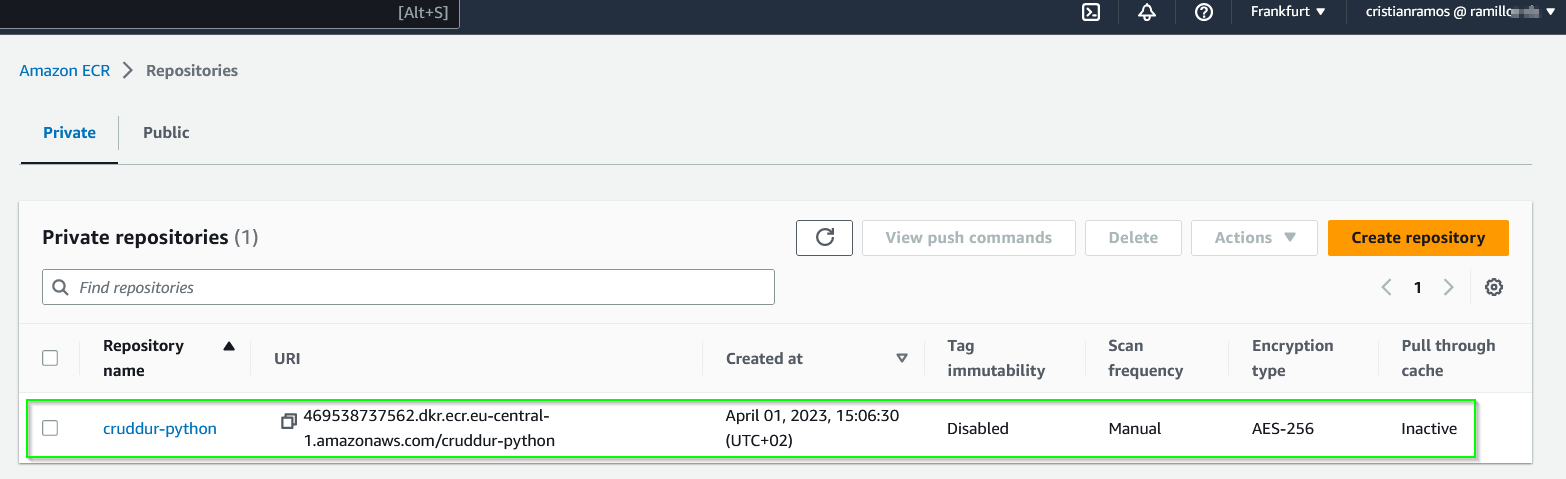 [Alt+S]
Frankfurt
cristianramos @ ramillo
Amazon ECR
Repositories
Private
Public
Private repositories (1)
View push commands
Delete
Actions
Create repository
Find repositories
1
Repository name
URI
Created at
Tag immutability
Scan frequency
Encryption type
Pull through cache
cruddur-python
469538737562.dkr.ecr.eu-central-
1.amazonaws.com/cruddur-python
April 01, 2023, 15:06:30
(UTC+02)
Disabled
Manual
AES-256
Inactive